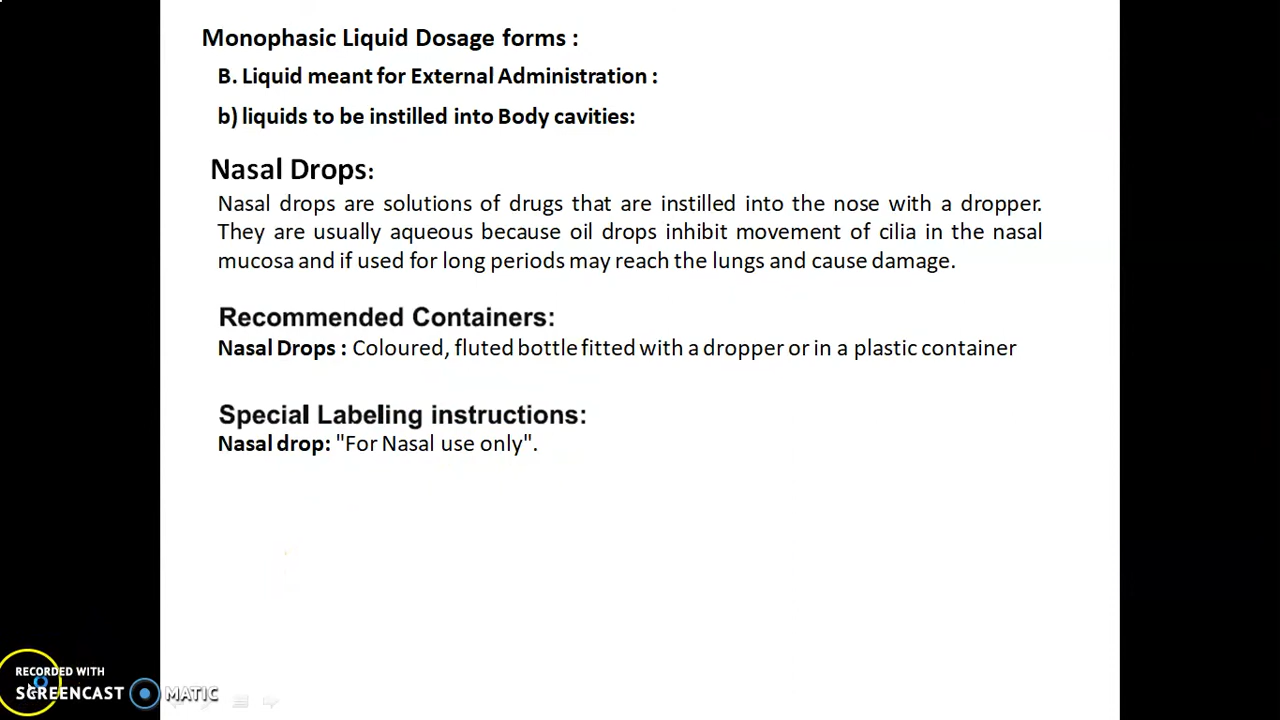 Monophasic Liquid Dosage forms :
B. Liquid meant for External Administration :
b) liquids to be instilled into Body cavities:
Nasal Drops:
Nasal drops are solutions of drugs that are instilled into the nose with a dropper.
They are usually aqueous because oil drops inhibit movement of cilia in the nasal
mucosa and if used for long periods may reach the lungs and cause damage.
Recommended Containers:
Nasal Drops : Coloured, fluted bottle fitted with a dropper or in a plastic container
Special Labeling instructions:
Nasal drop: "For Nasal use only".
RECORDED WITH
SCREENCAST MATIC